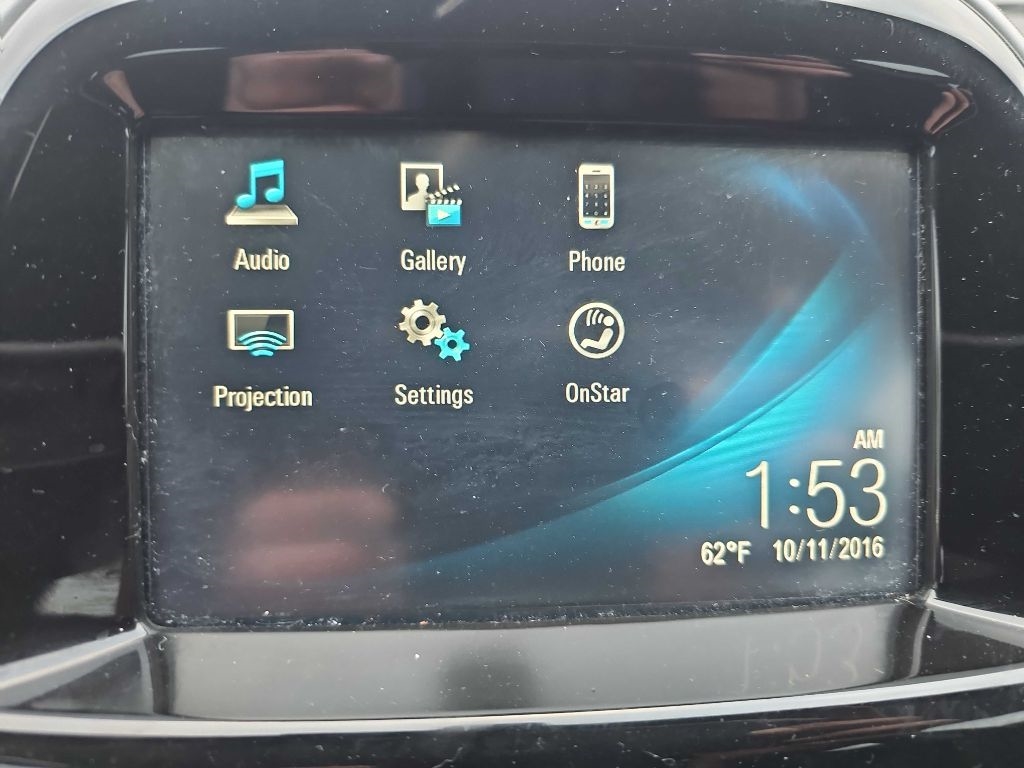 Audio Gallery Phone
Projection Settings OnStar
AM
1:53
62°F 10/11/2016